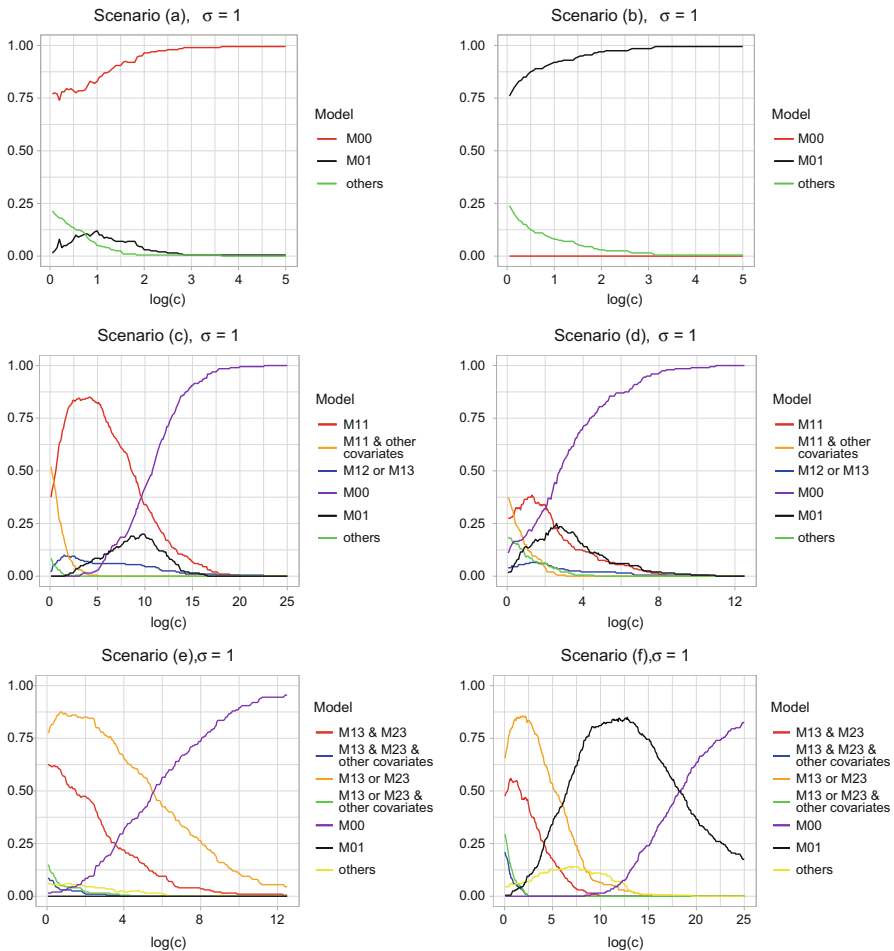 Scenario (a), σ = 1
1.00
0.75
0.50
0.25
0.00
0 1 2 3 4 5
log(c)
Model
M00
M01
others
Scenario (b), σ = 1
1.00
0.75
0.50
0.25
0.00
0 1 2 3 4 5
log(c)
Model
M00
M01
others
Scenario (c), σ = 1
1.00
0.75
0.50
0.25
0.00
0 5 10 15 20 25
log(c)
Model
M11
M11 & other
covariates
M12 or M13
M00
M01
others
Scenario (d), σ = 1
1.00
0.75
0.50
0.25
0.00
0 4 8 12
log(c)
Model
M11
M11 & other
covariates
M12 or M13
M00
M01
others
Scenario (e),σ = 1
1.00
0.75
0.50
0.25
0.00
0 4 8 12
log(c)
Model
M13 & M23
M13 & M23 &
other covariates
M13 or M23
M13 or M23 &
other covariates
M00
M01
others
Scenario (f),σ = 1
1.00
0.75
0.50
0.25
0.00
0 5 10 15 20 25
log(c)
Model
M13 & M23
M13 & M23 &
other covariates
M13 or M23
M13 or M23 &
other covariates
M00
M01
others